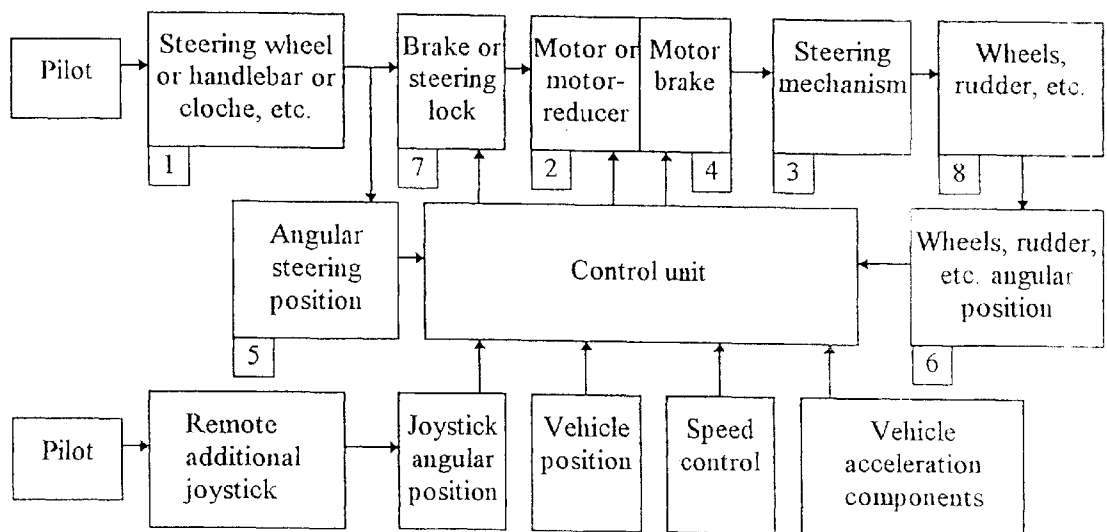 Pilot
Steering wheel
or handlebar or
cloche, etc.
1
Brake or
steering
lock
7
Motor or
motor-
reducer
2
Motor
brake
4
Steering
mechanism
3
Wheels,
rudder, etc.
8
Angular
steering
position
5
Control unit
Wheels, rudder,
etc. angular
position
6
Pilot
Remote
additional
joystick
Joystick
angular
position
Vehicle
position
Speed
control
Vehicle
acceleration
components